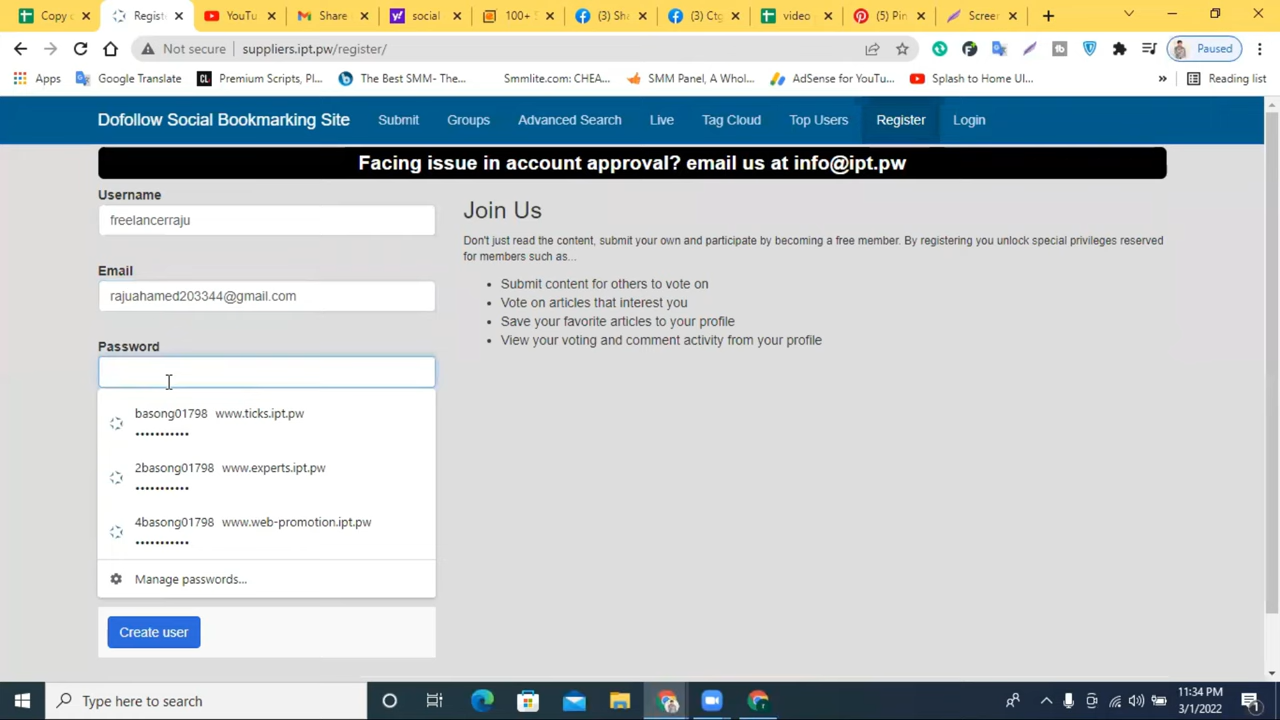 Copy o
Regist
YouTu
Share
social
100+
(3) Sh
(3) Ctg
video
(5) Pin
Screer
Not secure
suppliers.ipt.pw/register/
Paused
Apps
Google Translate
Premium Scripts, Pl...
The Best SMM- The...
Smmlite.com: CHEA...
SMM Panel, A Whol...
AdSense for YouTu...
Splash to Home UI...
»
Reading list
Dofollow Social Bookmarking Site
Submit
Groups
Advanced Search
Live
Tag Cloud
Top Users
Register
Login
Facing issue in account approval? email us at info@ipt.pw
Username
freelancerraju
Join Us
Don't just read the content, submit your own and participate by becoming a free member. By registering you unlock special privileges reserved
for members such as...
Email
rajuahamed203344@gmail.com
Submit content for others to vote on
Vote on articles that interest you
Save your favorite articles to your profile
View your voting and comment activity from your profile
Password
basong01798 www.ticks.ipt.pw
•••••••••••
2basong01798 www.experts.ipt.pw
•••••••••••
4basong01798 www.web-promotion.ipt.pw
•••••••••••
Manage passwords...
Create user
Type here to search
11:34 PM
3/1/2022